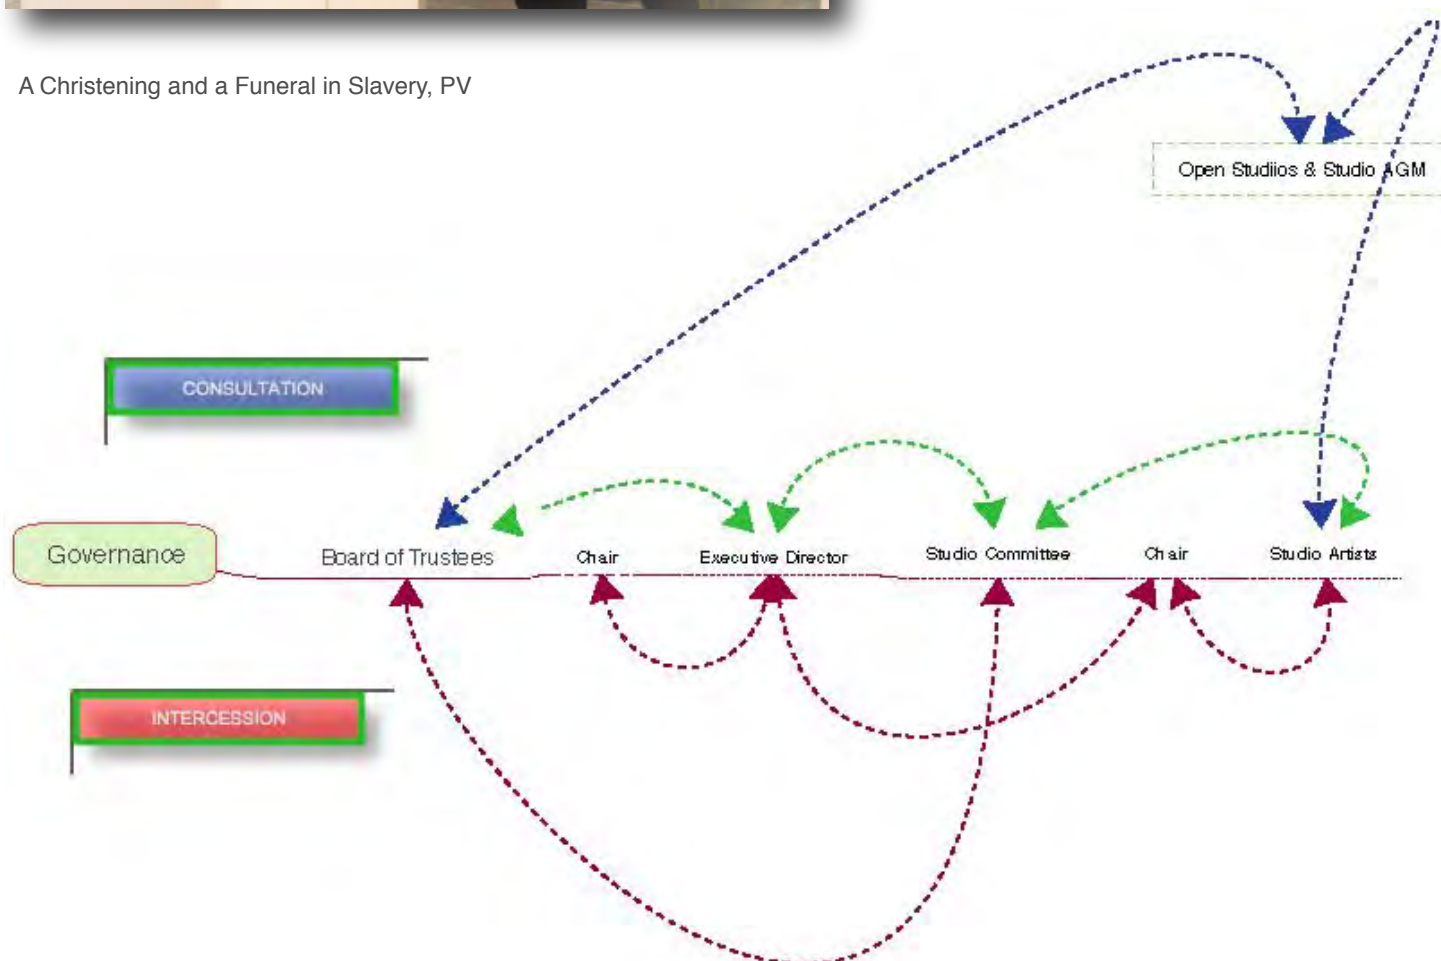 A Christening and a Funeral in Slavery, PV
Open Studiios & Studio AGM
CONSULTATION
Governance
Board of Trustees
Chair
Executive Director
Studio Committee
Chair
Studio Artists
INTERCESSION